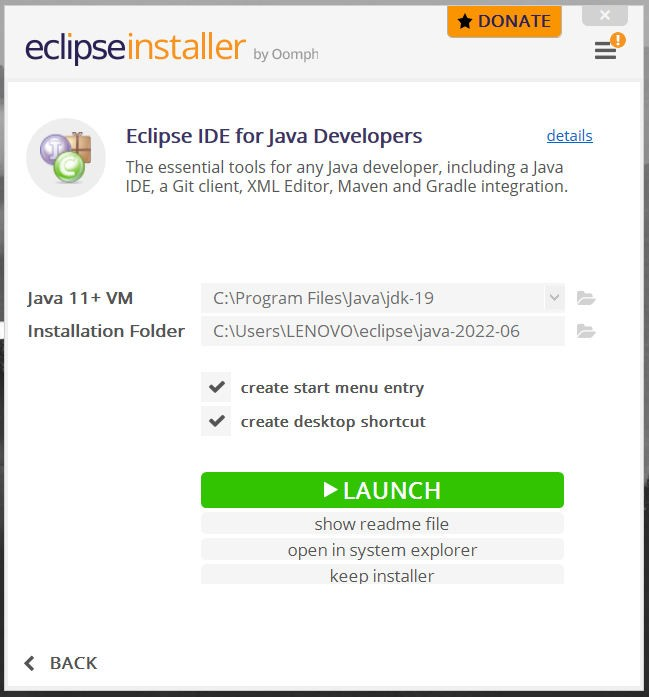 ★ DONATE
eclipseinstaller by Oomph
Eclipse IDE for Java Developers
details
The essential tools for any Java developer, including a Java
IDE, a Git client, XML Editor, Maven and Gradle integration.
Java 11+ VM
C:\Program Files\Java\jdk-19
Installation Folder
C:\Users\LENOVO\eclipse\java-2022-06
create start menu entry
create desktop shortcut
LAUNCH
show readme file
open in system explorer
keep installer
BACK